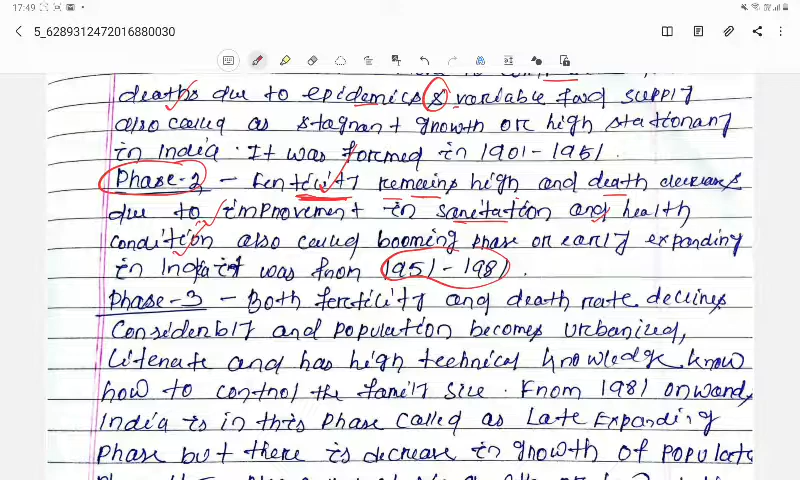 17:49
5_6289312472016880030
deaths due to epidemics & variable food supply
also called as stagnant growth or high stationary
in India. It was formed in 1901-1951.
Phase-2 - Fertility remains high and death decreases
due to improvement in sanitation and health
condition also called booming phase or early expanding
in India it was from 1951-1981.
Phase-3 - Both fertility and death rate declines
Considerbly and population becomes urbanized,
literate and has high technical knowledge know
how to control the family size. From 1981 onward,
India is in this phase called as Late Expanding
phase but there is decrease in growth of populat